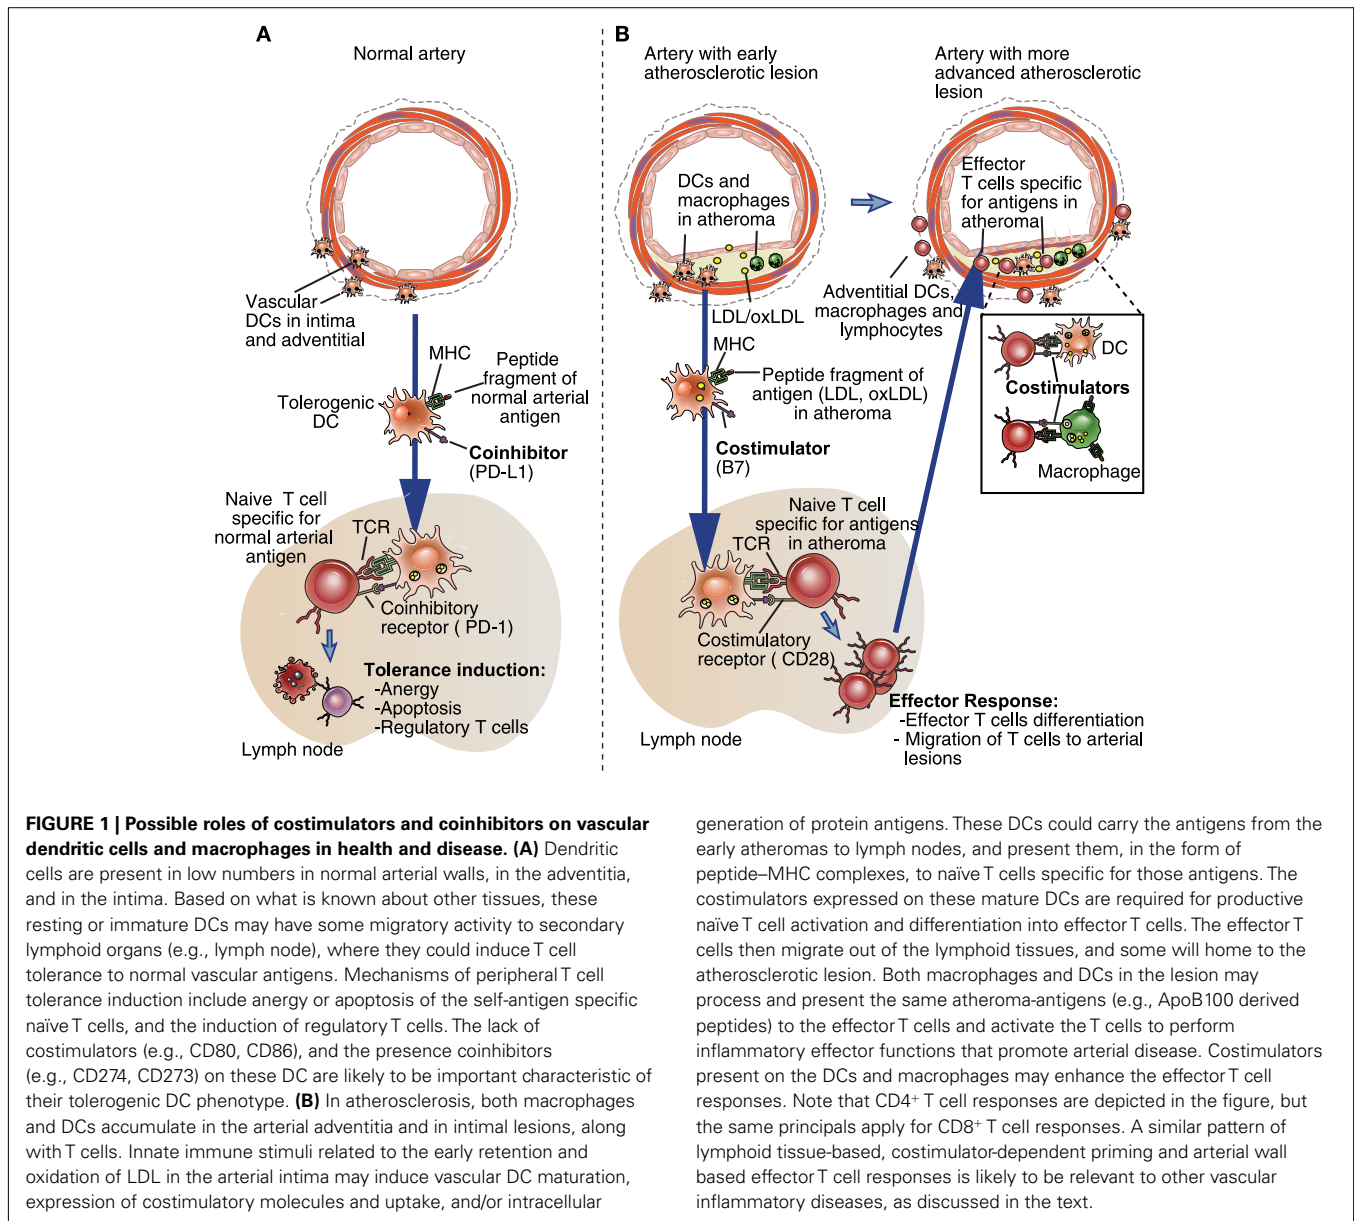 A
Normal artery
Vascular
DCs in intima
and adventitial
MHC
Peptide
fragment of
normal arterial
antigen
Tolerogenic
DC
Coinhibitor
(PD-L1)
Naive T cell
specific for
normal arterial
antigen
TCR
Coinhibitory
receptor ( PD-1)
Tolerance induction:
-Anergy
-Apoptosis
-Regulatory T cells
Lymph node
B
Artery with early
atherosclerotic lesion
DCs and
macrophages
in atheroma
LDL/oxLDL
MHC
Peptide fragment of
antigen (LDL, oxLDL)
in atheroma
Costimulator
(B7)
Naive T cell
specific for antigens
in atheroma
TCR
Costimulatory
receptor ( CD28)
Effector Response:
-Effector T cells differentiation
- Migration of T cells to arterial
lesions
Lymph node
Artery with more
advanced atherosclerotic
lesion
Effector
T cells specific
for antigens in
atheroma
Adventitial DCs,
macrophages and
lymphocytes
DC
Costimulators
Macrophage
FIGURE 1 | Possible roles of costimulators and coinhibitors on vascular
dendritic cells and macrophages in health and disease. (A) Dendritic
cells are present in low numbers in normal arterial walls, in the adventitia,
and in the intima. Based on what is known about other tissues, these
resting or immature DCs may have some migratory activity to secondary
lymphoid organs (e.g., lymph node), where they could induce T cell
tolerance to normal vascular antigens. Mechanisms of peripheral T cell
tolerance induction include anergy or apoptosis of the self-antigen specific
naïve T cells, and the induction of regulatory T cells. The lack of
costimulators (e.g., CD80, CD86), and the presence coinhibitors
(e.g., CD274, CD273) on these DC are likely to be important characteristic of
their tolerogenic DC phenotype. (B) In atherosclerosis, both macrophages
and DCs accumulate in the arterial adventitia and in intimal lesions, along
with T cells. Innate immune stimuli related to the early retention and
oxidation of LDL in the arterial intima may induce vascular DC maturation,
expression of costimulatory molecules and uptake, and/or intracellular
generation of protein antigens. These DCs could carry the antigens from the
early atheromas to lymph nodes, and present them, in the form of
peptide–MHC complexes, to naïve T cells specific for those antigens. The
costimulators expressed on these mature DCs are required for productive
naïve T cell activation and differentiation into effector T cells. The effector T
cells then migrate out of the lymphoid tissues, and some will home to the
atherosclerotic lesion. Both macrophages and DCs in the lesion may
process and present the same atheroma-antigens (e.g., ApoB100 derived
peptides) to the effector T cells and activate the T cells to perform
inflammatory effector functions that promote arterial disease. Costimulators
present on the DCs and macrophages may enhance the effector T cell
responses. Note that CD4⁺ T cell responses are depicted in the figure, but
the same principals apply for CD8⁺ T cell responses. A similar pattern of
lymphoid tissue-based, costimulator-dependent priming and arterial wall
based effector T cell responses is likely to be relevant to other vascular
inflammatory diseases, as discussed in the text.